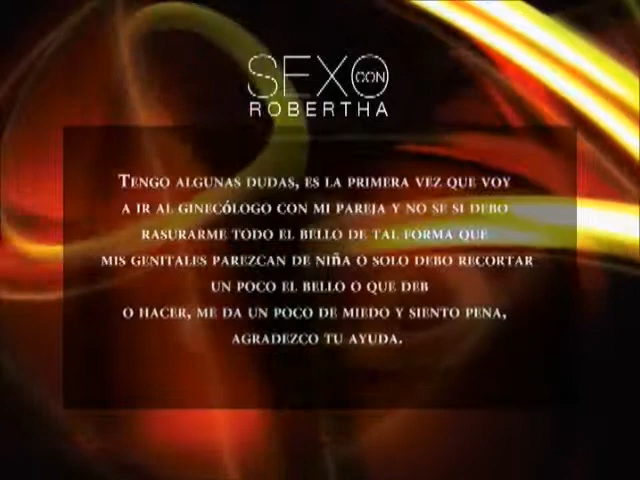 SEXO CON
ROBERTHA
TENGO ALGUNAS DUDAS, ES LA PRIMERA VEZ QUE VOY
A IR AL GINECÓLOGO CON MI PAREJA Y NO SE SI DEBO
RASURARME TODO EL BELLO DE TAL FORMA QUE
MIS GENITALES PAREZCAN DE NIÑA O SOLO DEBO RECORTAR
UN POCO EL BELLO O QUE DEB
O HACER, ME DA UN POCO DE MIEDO Y SIENTO PENA,
AGRADEZCO TU AYUDA.